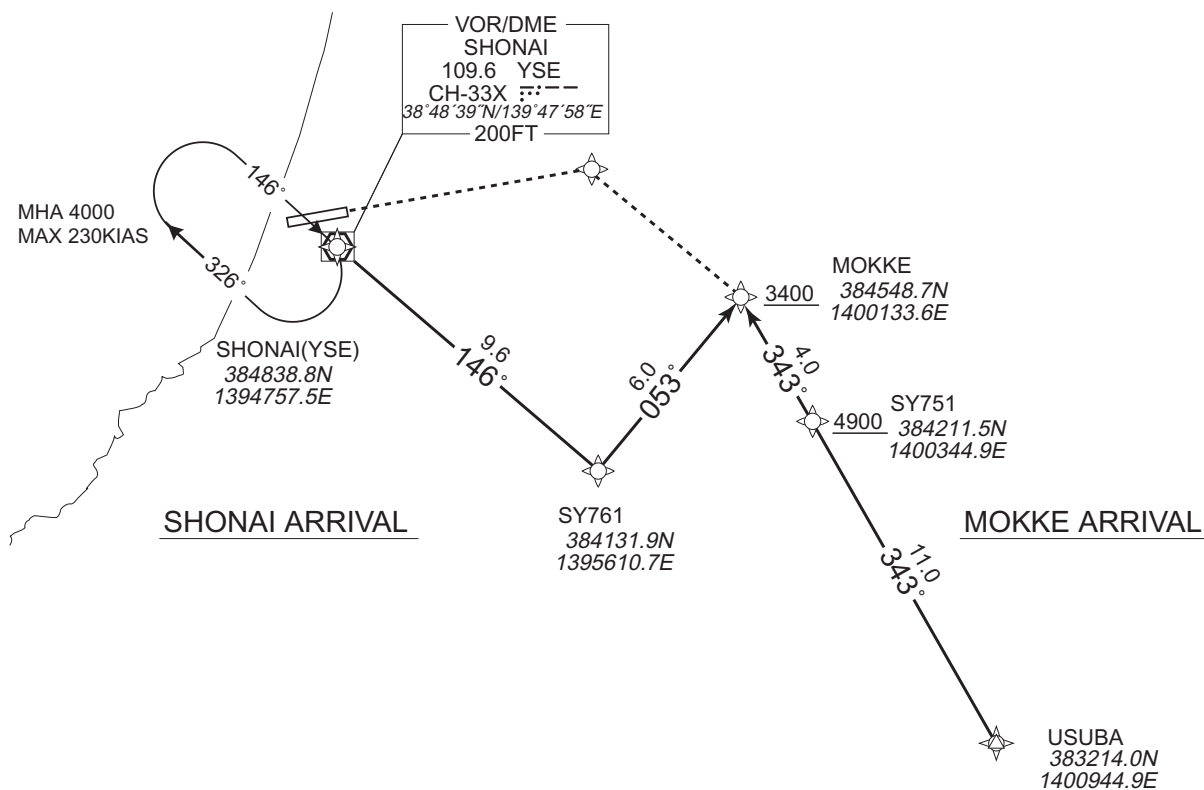 VOR/DME
SHONAI
109.6 YSE
CH-33X
38°48´39˝N/139°47´58˝E
200FT
146°
MHA 4000
MAX 230KIAS
326°
SHONAI(YSE)
384838.8N
1394757.5E
9.6
146°
6.0
053°
MOKKE
3400 384548.7N
1400133.6E
4.0
343°
SY751
4900 384211.5N
1400344.9E
SHONAI ARRIVAL
SY761
384131.9N
1395610.7E
MOKKE ARRIVAL
11.0
343°
USUBA
383214.0N
1400944.9E